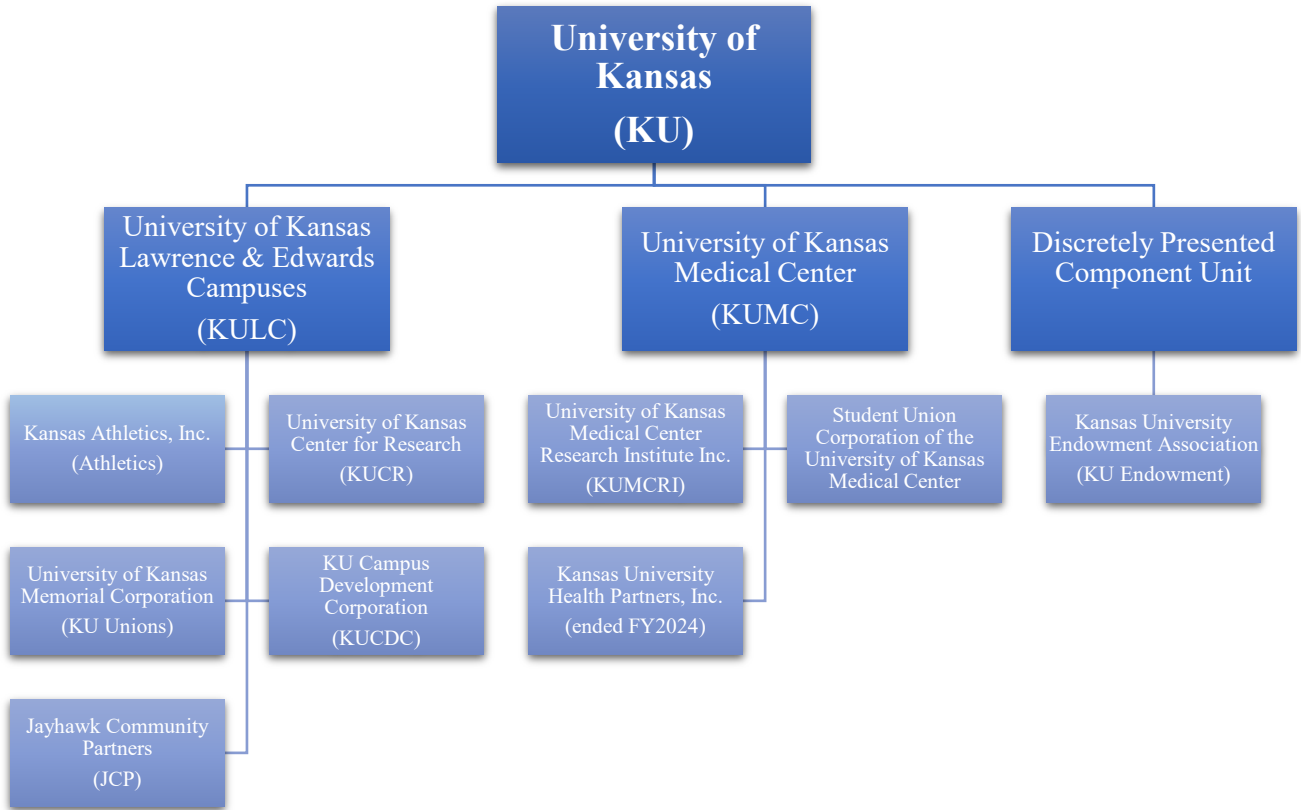 University of
Kansas
(KU)
University of Kansas
Lawrence & Edwards
Campuses
(KULC)
University of Kansas
Medical Center
(KUMC)
Discretely Presented
Component Unit
Kansas Athletics, Inc.
(Athletics)
University of Kansas
Center for Research
(KUCR)
University of Kansas
Medical Center
Research Institute Inc.
(KUMCRI)
Student Union
Corporation of the
University of Kansas
Medical Center
Kansas University
Endowment Association
(KU Endowment)
University of Kansas
Memorial Corporation
(KU Unions)
KU Campus
Development
Corporation
(KUCDC)
Kansas University
Health Partners, Inc.
(ended FY2024)
Jayhawk Community
Partners
(JCP)